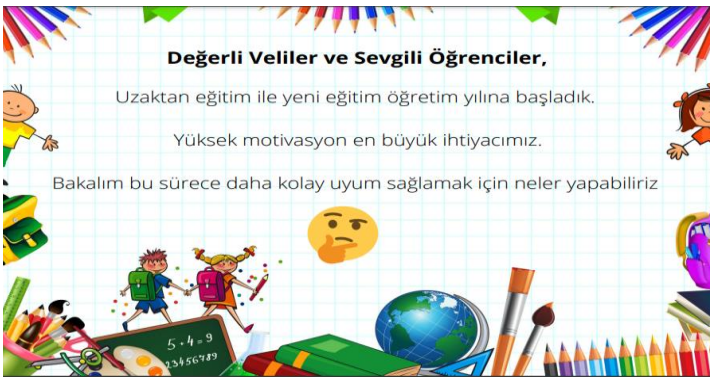 Değerli Veliler ve Sevgili Öğrenciler,
Uzaktan eğitim ile yeni eğitim öğretim yılına başladık.
Yüksek motivasyon en büyük ihtiyacımız.
Bakalım bu sürece daha kolay uyum sağlamak için neler yapabiliriz
5+4=9
123456789